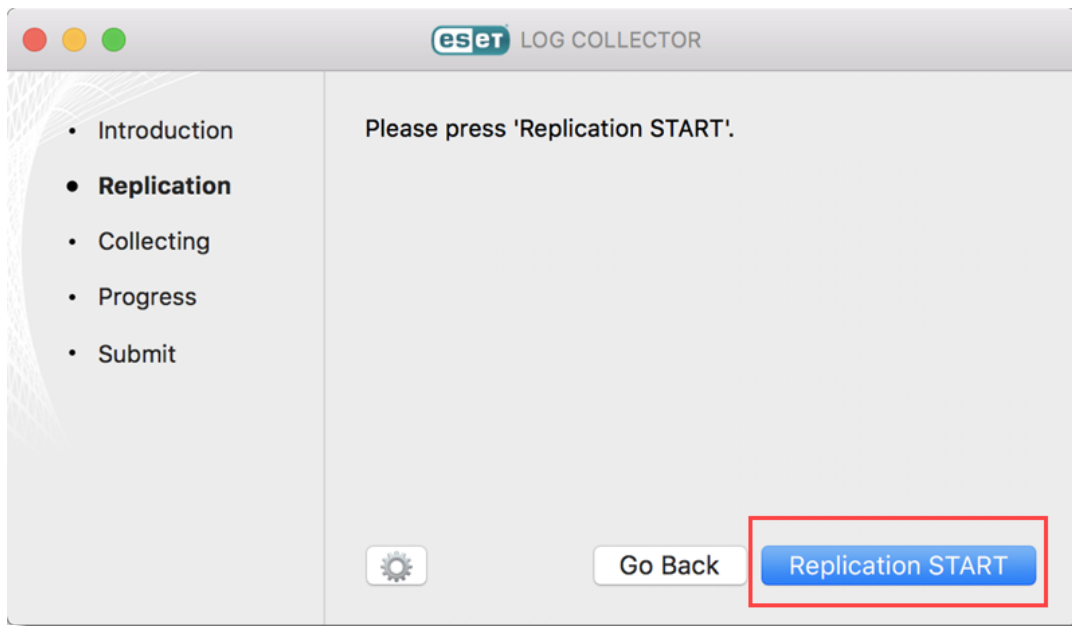 eset LOG COLLECTOR
Introduction
Replication
Collecting
Progress
Submit
Please press 'Replication START'.
Go Back
Replication START